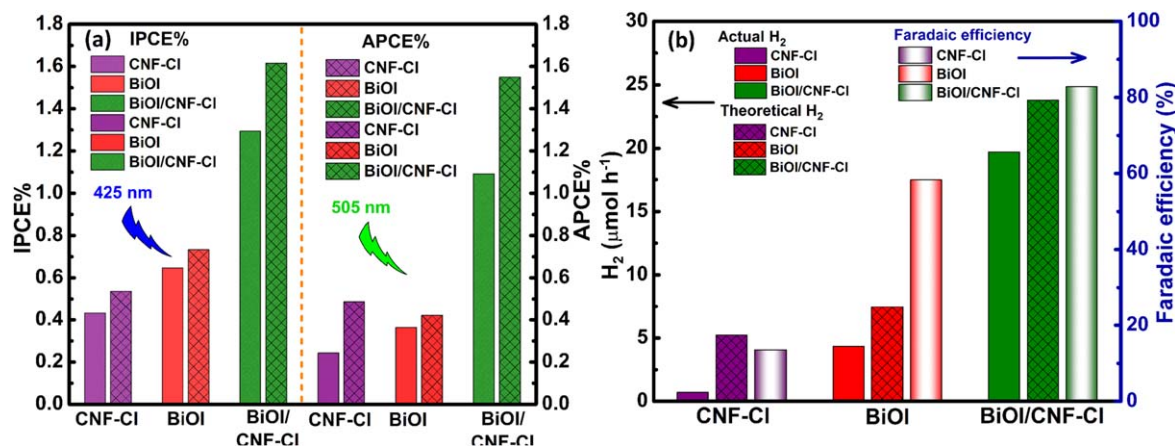 (a)
IPCE%
CNF-Cl
BiOI
BiOI/CNF-Cl
CNF-Cl
BiOI
BiOI/CNF-Cl
APCE%
CNF-Cl
BiOI
BiOI/CNF-Cl
CNF-Cl
BiOI
BiOI/CNF-Cl
425 nm
505 nm
IPCE%
1.8
1.6
1.4
1.2
1.0
0.8
0.6
0.4
0.2
0.0
APCE%
1.8
1.6
1.4
1.2
1.0
0.8
0.6
0.4
0.2
0.0
CNF-Cl
BiOI
BiOI/
CNF-Cl
CNF-Cl
BiOI
BiOI/
CNF-Cl
(b)
Actual H₂
CNF-Cl
BiOI
BiOI/CNF-Cl
Theoretical H₂
CNF-Cl
BiOI
BiOI/CNF-Cl
Faradaic efficiency
CNF-Cl
BiOI
BiOI/CNF-Cl
H₂ (μmol h⁻¹)
30
25
20
15
10
5
0
Faradaic efficiency (%)
100
80
60
40
20
0
CNF-Cl
BiOI
BiOI/CNF-Cl